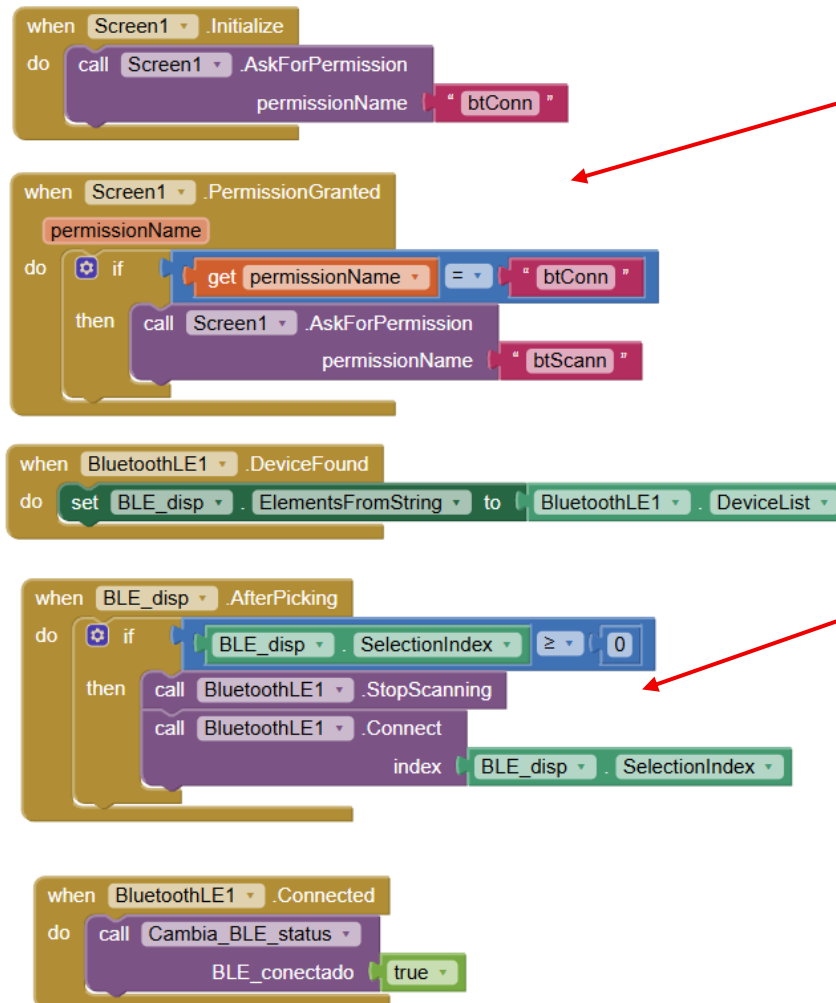 when Screen1 .Initialize
do call Screen1 .AskForPermission
permissionName " btConn "
when Screen1 .PermissionGranted
permissionName
do if get permissionName = " btConn "
then call Screen1 .AskForPermission
permissionName " btScann "
when BluetoothLE1 .DeviceFound
do set BLE_disp . ElementsFromString to BluetoothLE1 . DeviceList
when BLE_disp .AfterPicking
do if BLE_disp . SelectionIndex ≥ 0
then call BluetoothLE1 .StopScanning
call BluetoothLE1 .Connect
index BLE_disp . SelectionIndex
when BluetoothLE1 .Connected
do call Cambia_BLE_status
BLE_conectado true